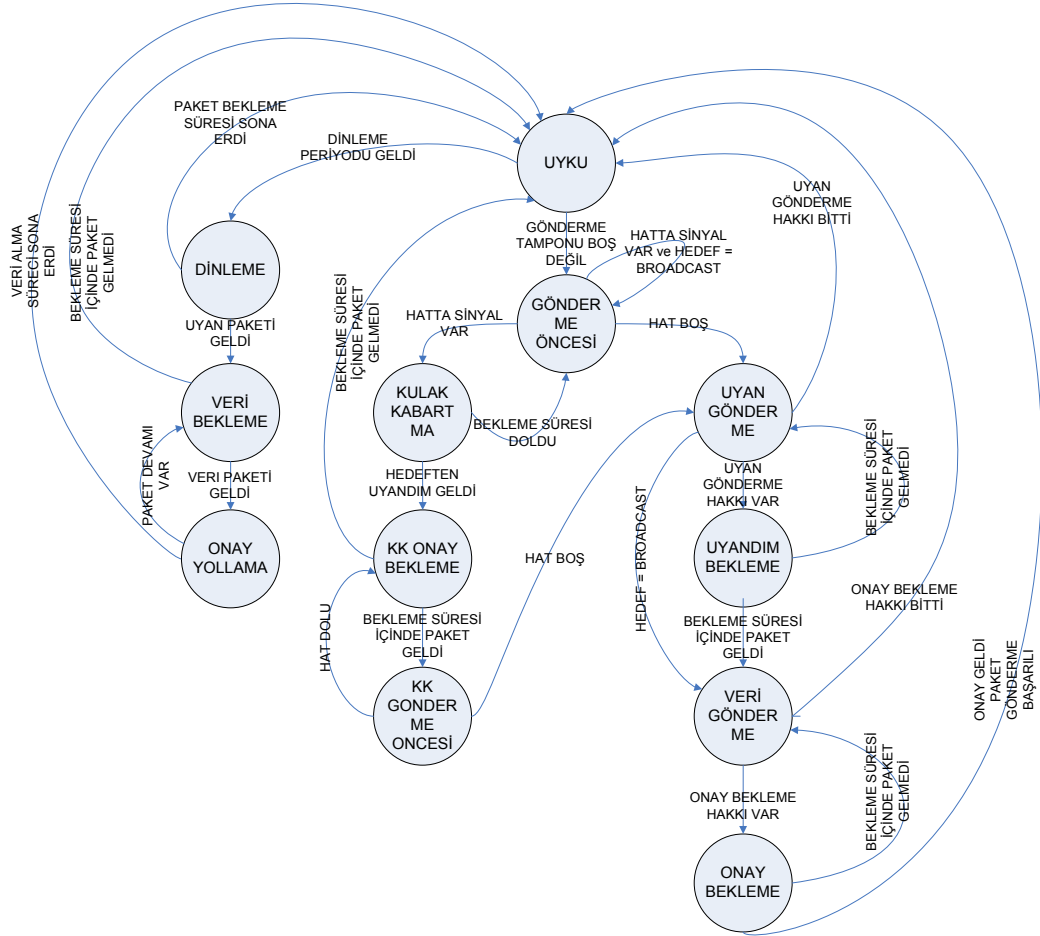 PAKET BEKLEME
SÜRESİ SONA
ERDİ
DİNLEME
PERİYODU GELDİ
UYKU
UYAN
GÖNDERME
HAKKI BİTTİ
VERİ ALMA
SÜRECİ SONA
ERDİ
BEKLEME SÜRESİ
İÇİNDE PAKET
GELMEDİ
GÖNDERME
TAMPONU BOŞ
DEĞİL
HATTA SİNYAL
VAR ve HEDEF =
BROADCAST
DİNLEME
GÖNDER
ME
ÖNCESİ
UYAN PAKETİ
GELDİ
HATTA SİNYAL
VAR
HAT BOŞ
BEKLEME SÜRESİ
İÇİNDE PAKET
GELMEDİ
VERİ
BEKLEME
KULAK
KABART
MA
BEKLEME SÜRESİ
DOLDU
UYAN
GÖNDER
ME
PAKET DEVAMI
VAR
VERI PAKETİ
GELDİ
HEDEFTEN
UYANDIM GELDİ
UYAN
GÖNDERME
HAKKI VAR
BEKLEME SÜRESİ
İÇİNDE PAKET
GELMEDİ
ONAY
YOLLAMA
KK ONAY
BEKLEME
HAT BOŞ
HEDEF = BROADCAST
UYANDIM
BEKLEME
ONAY BEKLEME
HAKKI BİTTİ
HAT DOLU
BEKLEME SÜRESİ
İÇİNDE PAKET
GELDİ
BEKLEME SÜRESİ
İÇİNDE PAKET
GELDİ
KK
GONDER
ME
ONCESİ
VERİ
GÖNDER
ME
ONAY GELDİ
PAKET
GÖNDERME
BAŞARILI
ONAY BEKLEME
HAKKI VAR
BEKLEME SÜRESİ
İÇİNDE PAKET
GELMEDİ
ONAY
BEKLEME